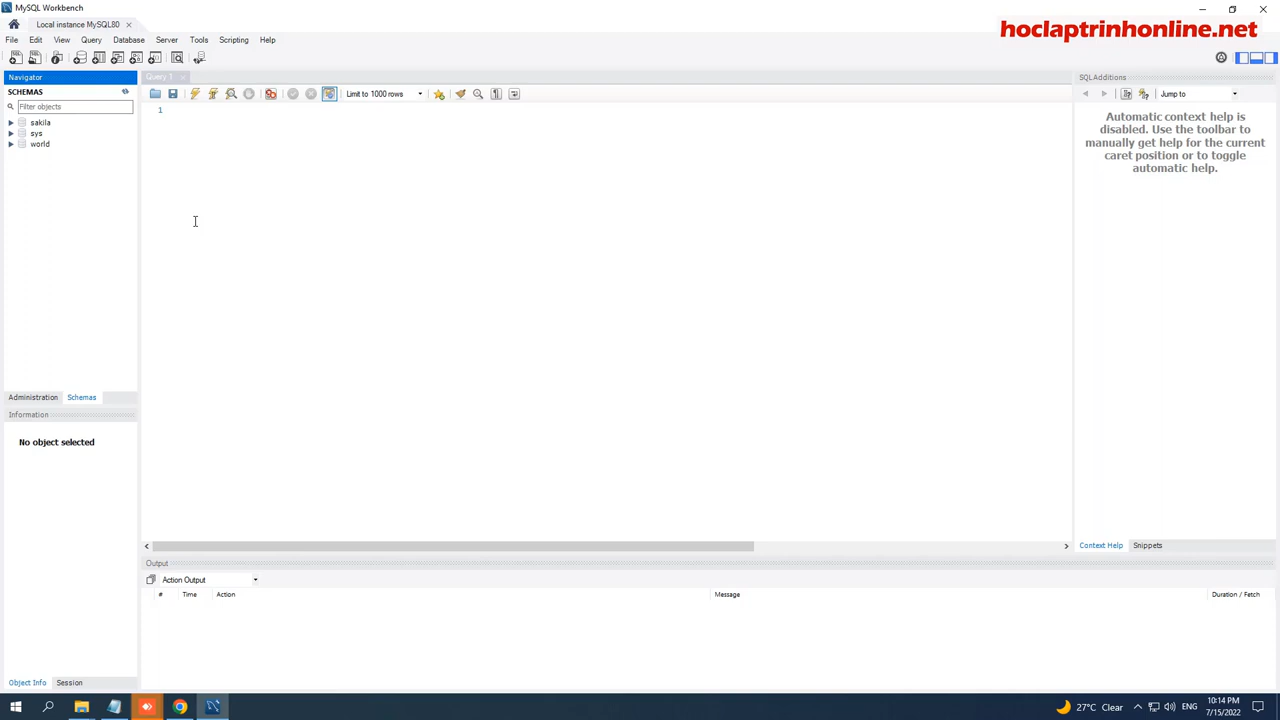 MySQL Workbench
Local instance MySQL80
hoclaptrinhonline.net
File Edit View Query Database Server Tools Scripting Help
Navigator
Query 1
SQLAdditions
SCHEMAS
Limit to 1000 rows
Jump to
Filter objects
1
Automatic context help is
disabled. Use the toolbar to
manually get help for the current
caret position or to toggle
automatic help.
sakila
sys
world
Administration Schemas
Information
No object selected
Context Help Snippets
Output
Action Output
# Time Action Message Duration / Fetch
Object Info Session
27°C Clear
ENG
10:14 PM
7/15/2022